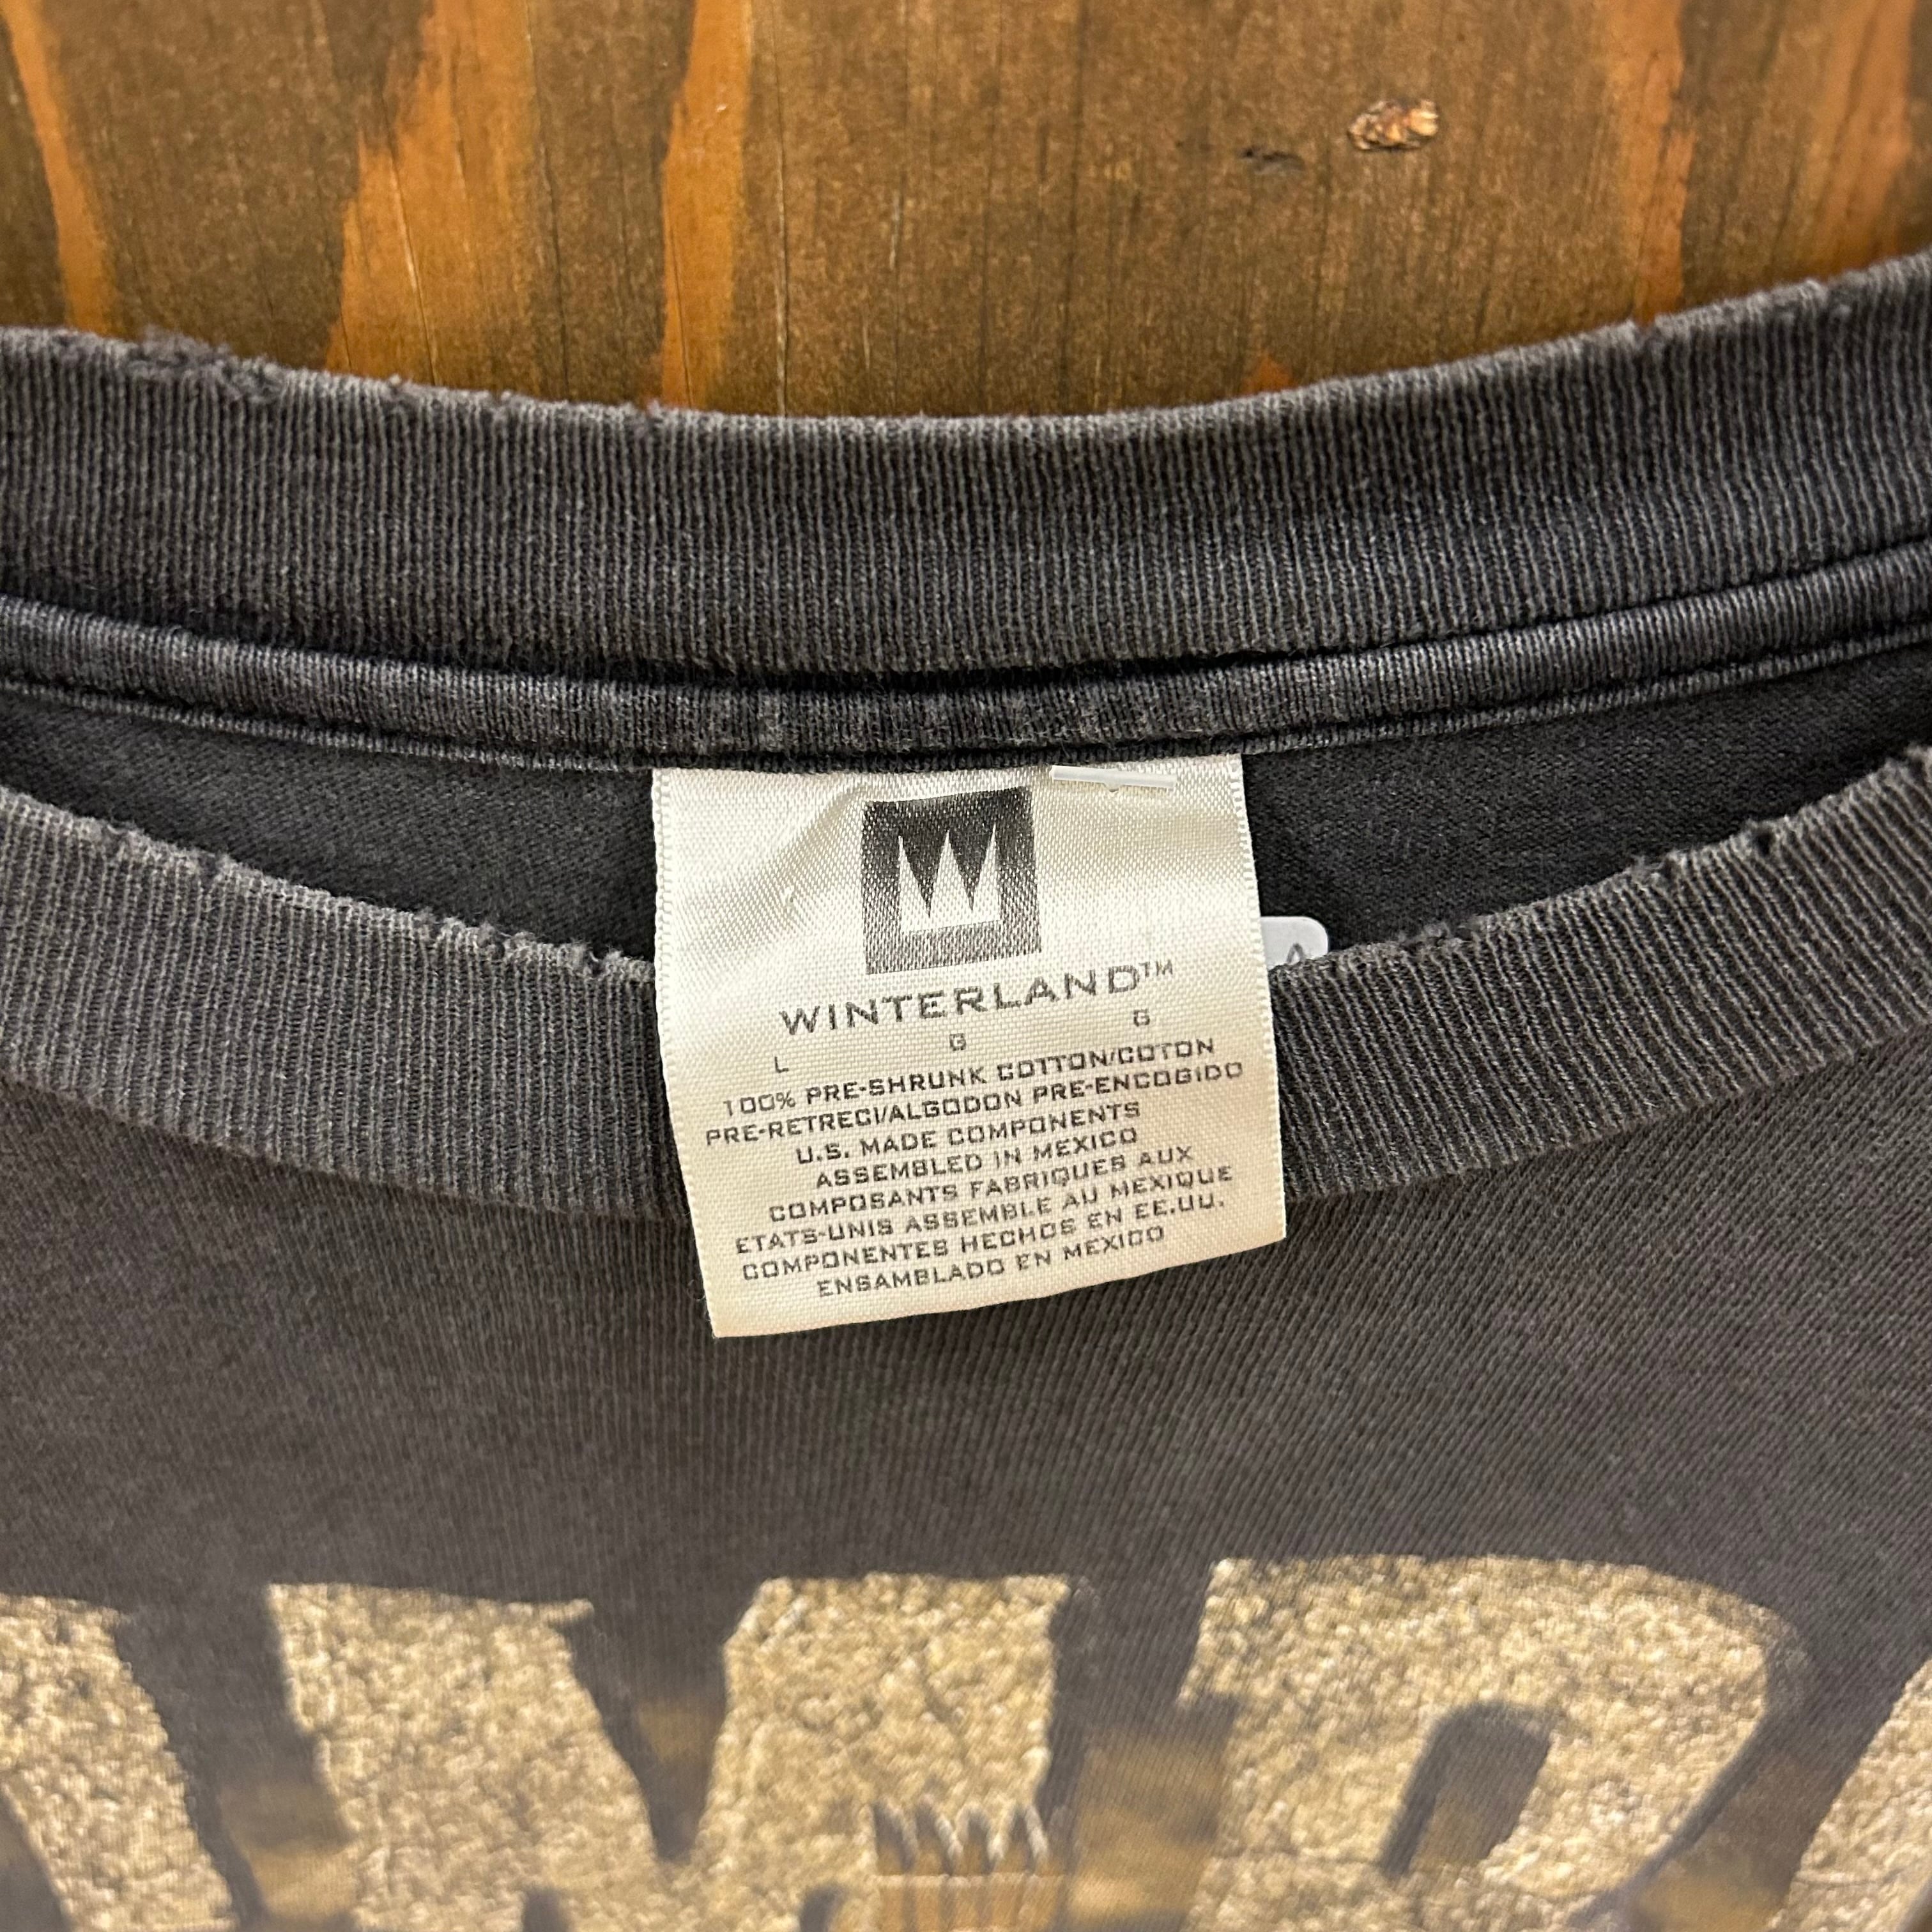 WINTERLAND™
L G G
100% PRE-SHRUNK COTTON/COTON
PRE-RETRECI/ALGODON PRE-ENCOGIDO
U.S. MADE COMPONENTS
ASSEMBLED IN MEXICO
COMPOSANTS FABRIQUES AUX
ETATS-UNIS ASSEMBLE AU MEXIQUE
COMPONENTES HECHOS EN EE.UU.
ENSAMBLADO EN MEXICO